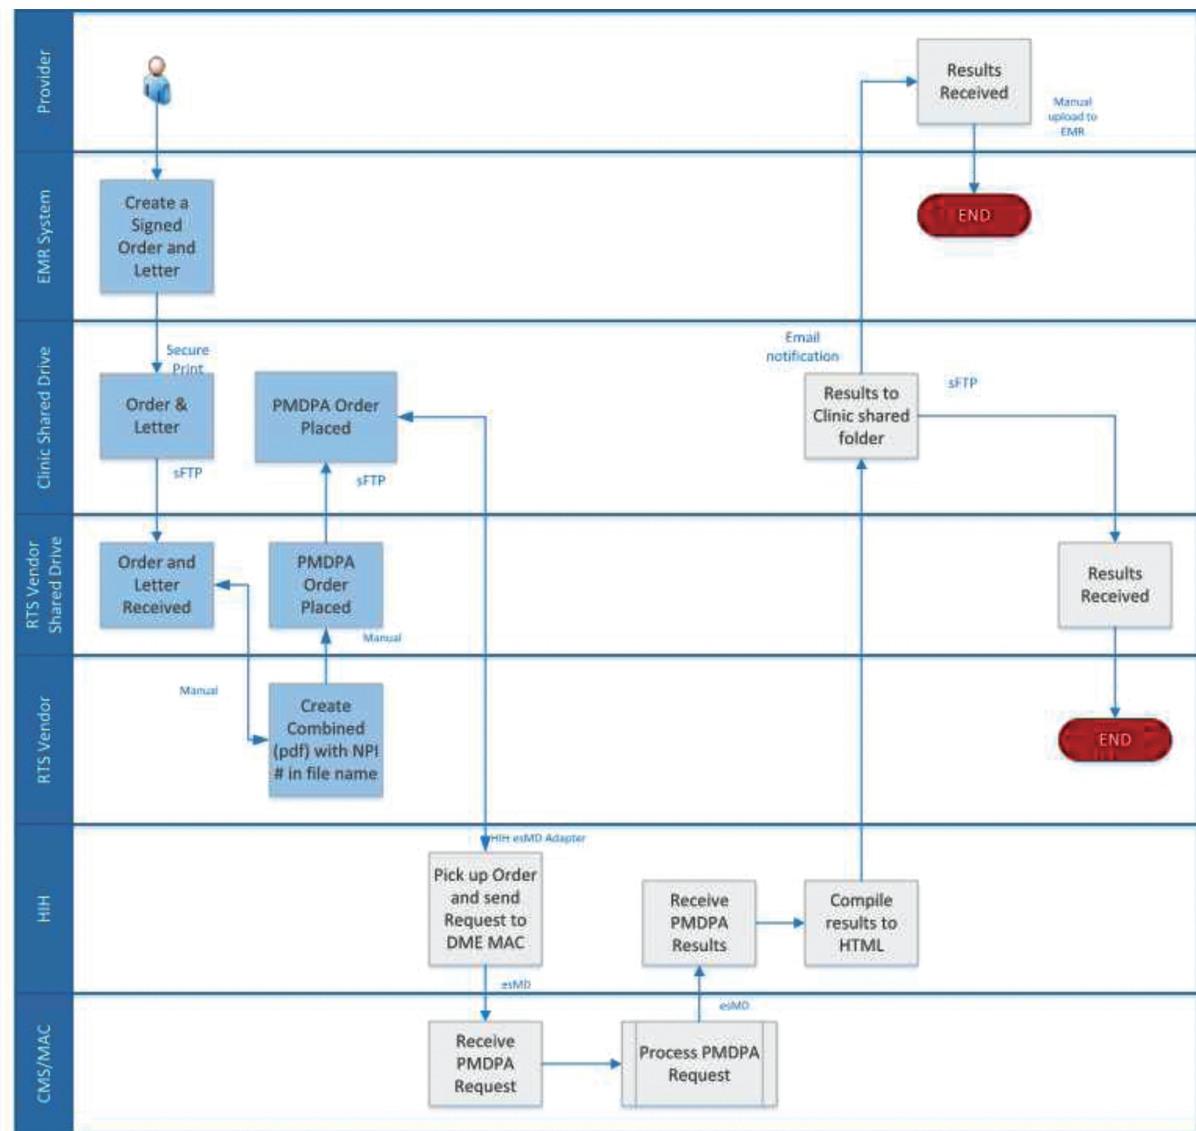 Provider
Results
Received
Manual
upload to
EMR
EMR System
Create a
Signed
Order and
Letter
END
Clinic Shared Drive
Secure
Print
Order &
Letter
sFTP
PMDPA Order
Placed
sFTP
Email
notification
Results to
Clinic shared
folder
sFTP
RTS Vendor
Shared Drive
Order and
Letter
Received
PMDPA
Order
Placed
Manual
Results
Received
RTS Vendor
Manual
Create
Combined
(pdf) with NPI
# in file name
END
HIH
HIH esMD Adapter
Pick up Order
and send
Request to
DME MAC
esMD
Receive
PMDPA
Results
Compile
results to
HTML
CMS/MAC
esMD
Receive
PMDPA
Request
Process PMDPA
Request